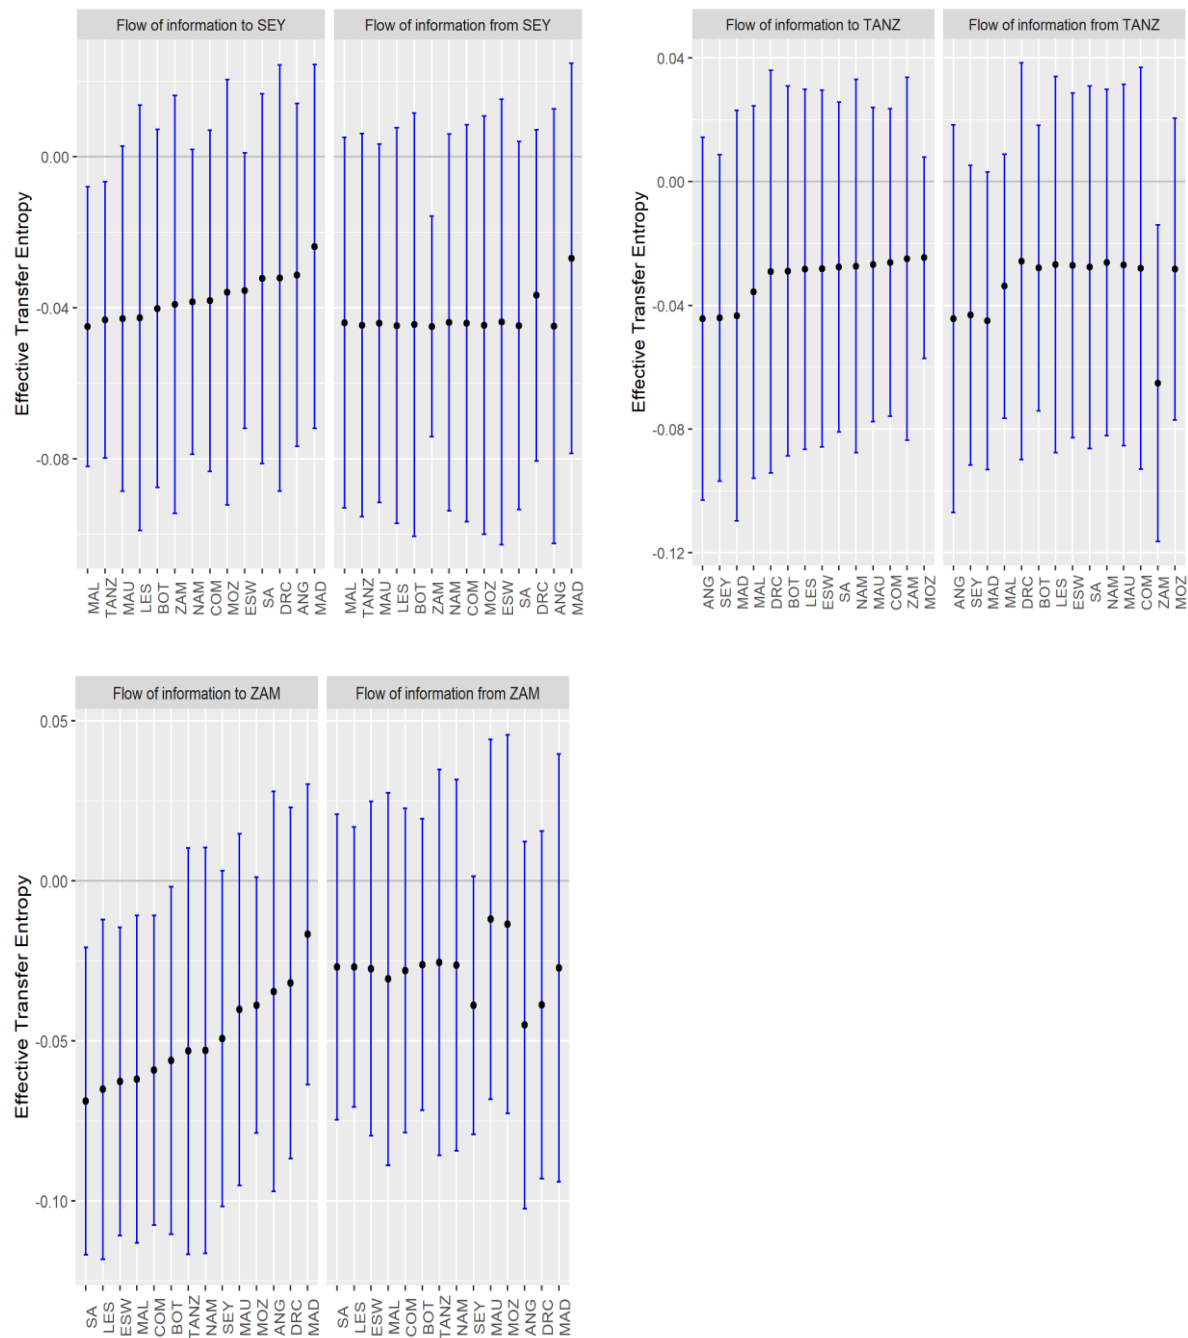 Flow of information to SEY
Flow of information from SEY
Effective Transfer Entropy
0.00
-0.04
-0.08
MAL TANZ MAU LES BOT ZAM NAM COM MOZ ESW SA DRC ANG MAD
MAL TANZ MAU LES BOT ZAM NAM COM MOZ ESW SA DRC ANG MAD
Flow of information to TANZ
Flow of information from TANZ
Effective Transfer Entropy
0.04
0.00
-0.04
-0.08
-0.12
ANG SEY MAD MAL DRC BOT LES ESW SA NAM MAU COM ZAM MOZ
ANG SEY MAD MAL DRC BOT LES ESW SA NAM MAU COM ZAM MOZ
Flow of information to ZAM
Flow of information from ZAM
Effective Transfer Entropy
0.05
0.00
-0.05
-0.10
SA LES ESW MAL COM BOT TANZ NAM SEY MAU MOZ ANG DRC MAD
SA LES ESW MAL COM BOT TANZ NAM SEY MAU MOZ ANG DRC MAD